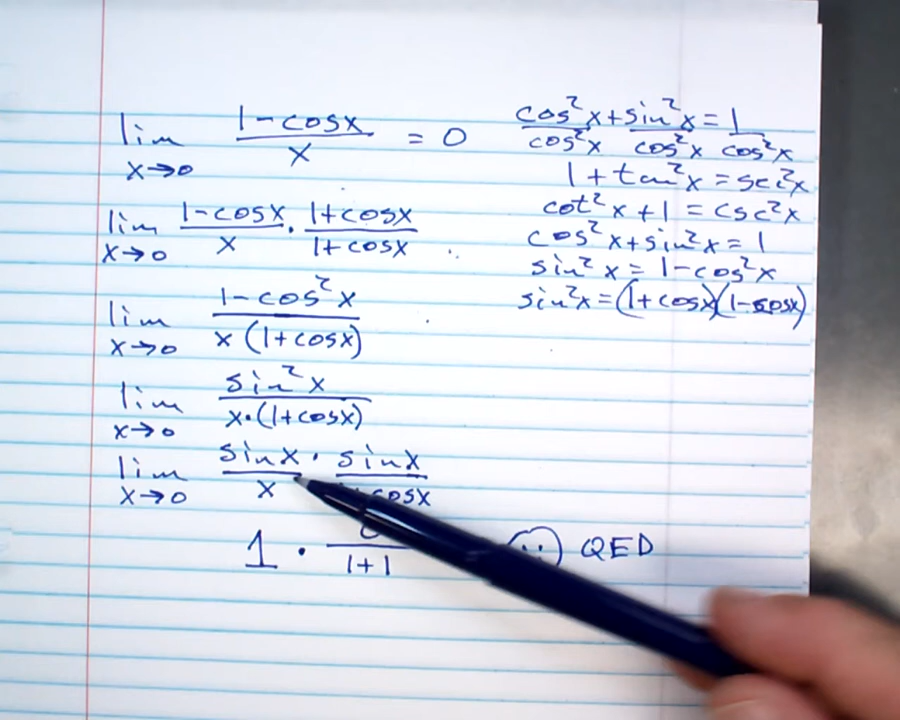 lim x→0 (1-cosx)/x = 0
lim x→0 (1-cosx)/x · (1+cosx)/(1+cosx)
lim x→0 (1-cos²x)/(x(1+cosx))
lim x→0 (sin²x)/(x·(1+cosx))
lim x→0 (sinx)/x · sinx/cosx
1 · /(1+1) QED
cos²x/cos²x + sin²x/cos²x = 1/cos²x
1+tan²x = sec²x
cot²x+1 = csc²x
cos²x+sin²x=1
sin²x = 1-cos²x
sin²x=(1+cosx)(1-cosx)